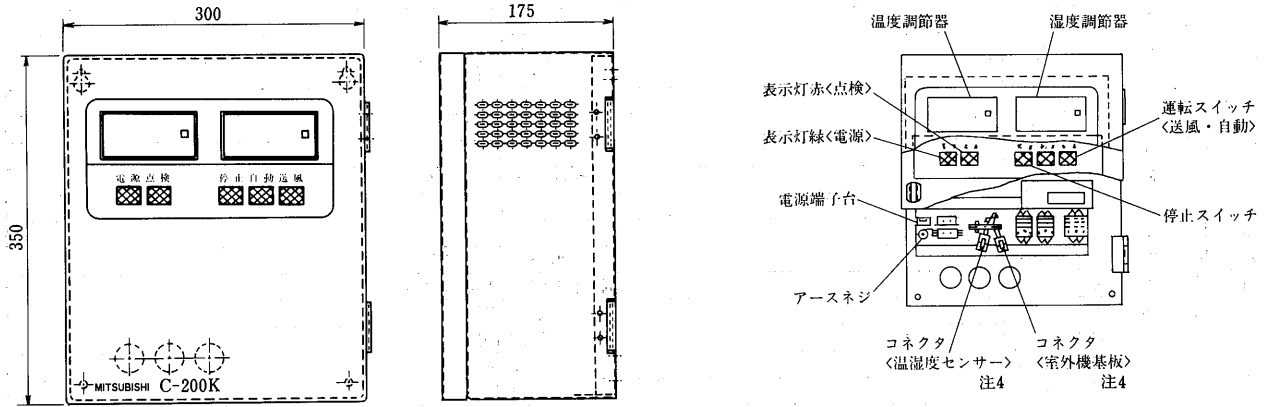 300
350
電源 点検
停止 自動 送風
MITSUBISHI C-200K
175
温度調節器
湿度調節器
表示灯赤<点検>
表示灯緑<電源>
運転スイッチ
<送風・自動>
電源端子台
停止スイッチ
アースネジ
コネクタ
<温湿度センサー>
注4
コネクタ
<室外機基板>
注4